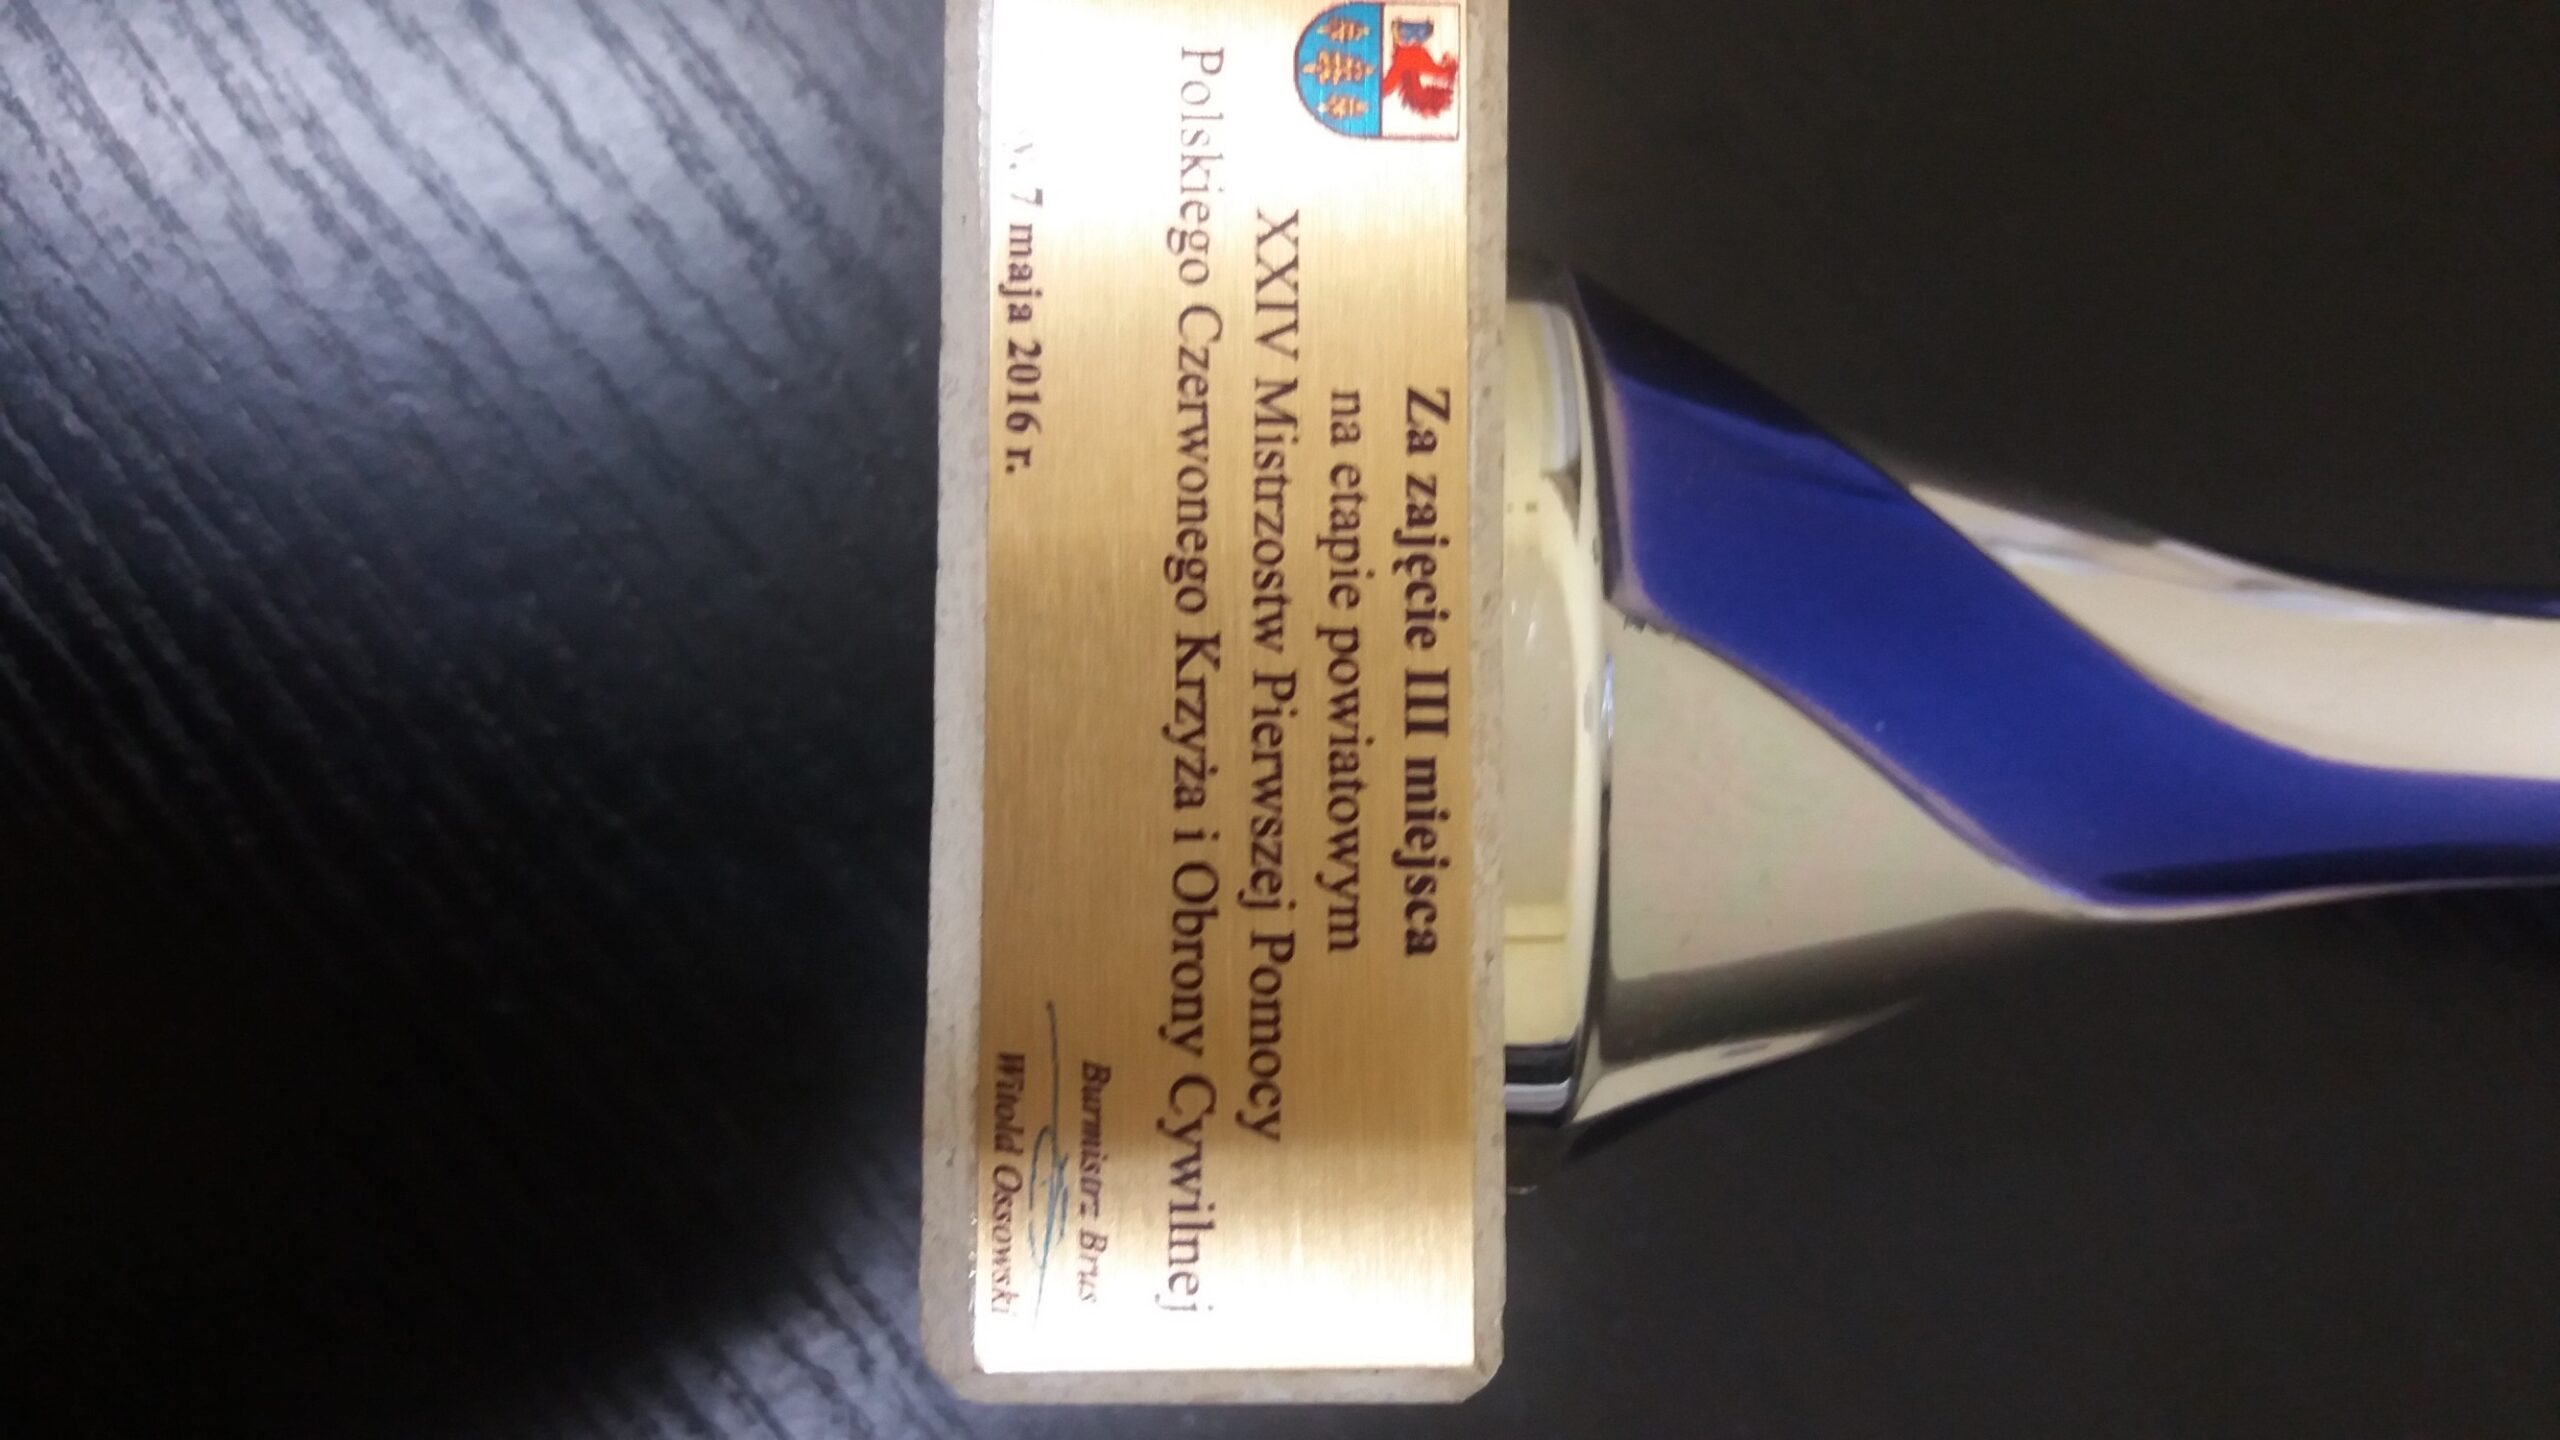 B
Za zajęcie III miejsca
na etapie powiatowym
XXIV Mistrzostw Pierwszej Pomocy
Polskiego Czerwonego Krzyża i Obrony Cywilnej
7 maja 2016 r.
Burmistrz Brus
Witold Ossowski